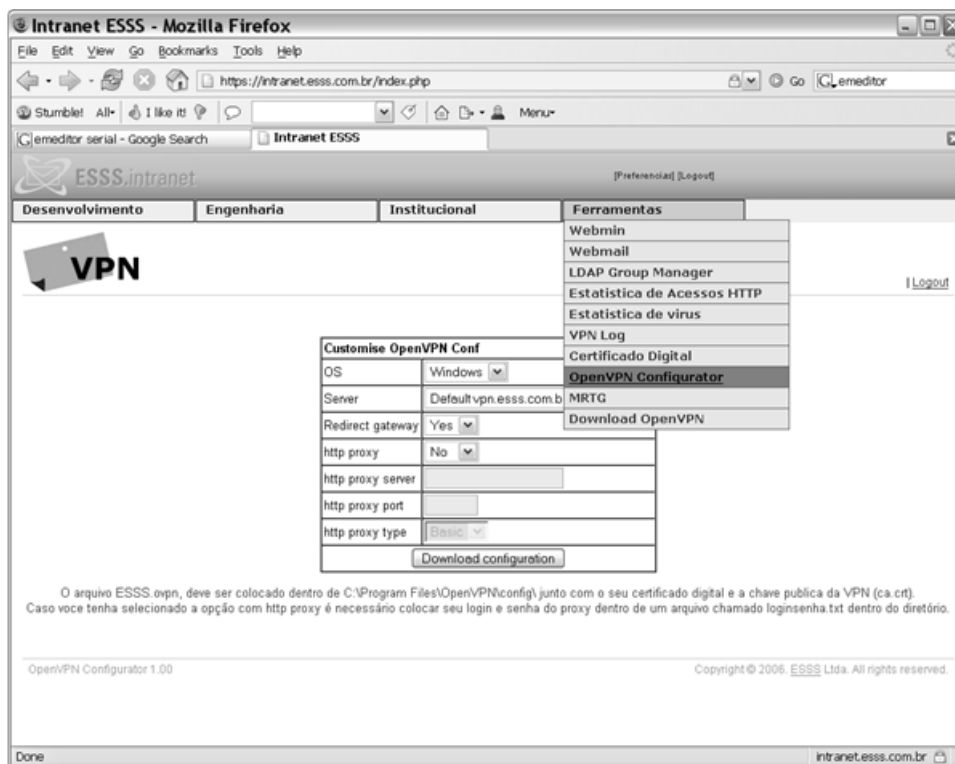 Intranet ESSS - Mozilla Firefox
File Edit View Go Bookmarks Tools Help
https://intranet.esss.com.br/index.php Go emeditor
Stumble! All I like it! Menu
emeditor serial - Google Search Intranet ESSS
ESSS.intranet [Preferencias] [Logout]
Desenvolvimento Engenharia Institucional Ferramentas
Webmin
Webmail
LDAP Group Manager
Estatistica de Acessos HTTP
Estatistica de virus
VPN Log
Certificado Digital
OpenVPN Configurator
MRTG
Download OpenVPN
VPN
| Logout
Customise OpenVPN Conf
OS Windows
Server Default vpn.esss.com.b
Redirect gateway Yes
http proxy No
http proxy server
http proxy port
http proxy type Basic
Download configuration
O arquivo ESSS.ovpn, deve ser colocado dentro de C:\Program Files\OpenVPN\config\ junto com o seu certificado digital e a chave publica da VPN (ca.crt).
Caso voce tenha selecionado a opção com http proxy é necessário colocar seu login e senha do proxy dentro de um arquivo chamado loginsenha.txt dentro do diretório.
OpenVPN Configurator 1.00 Copyright © 2006. ESSS Ltda. All rights reserved.
Done intranet.esss.com.br